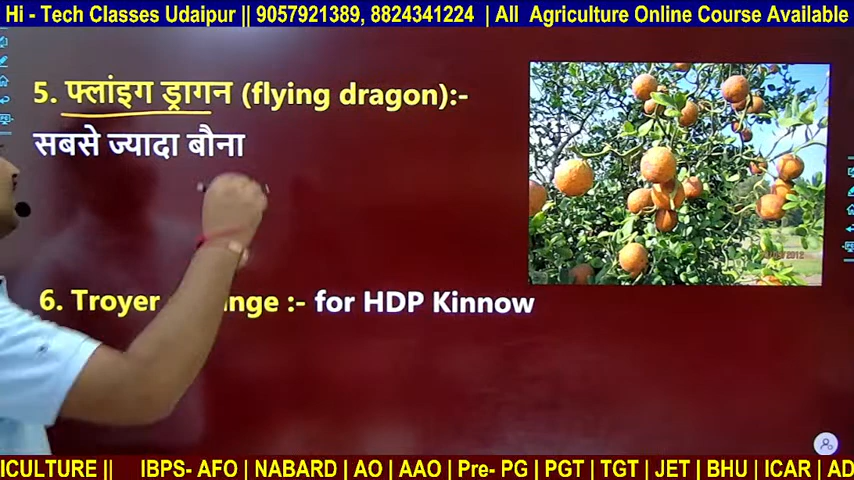 Hi - Tech Classes Udaipur || 9057921389, 8824341224 | All Agriculture Online Course Available
5. फ्लांइग ड्रागन (flying dragon):-
सबसे ज्यादा बौना
6. Troyer :- for HDP Kinnow
ICULTURE || IBPS- AFO | NABARD | AO | AAO | Pre- PG | PGT | TGT | JET | BHU | ICAR | AD